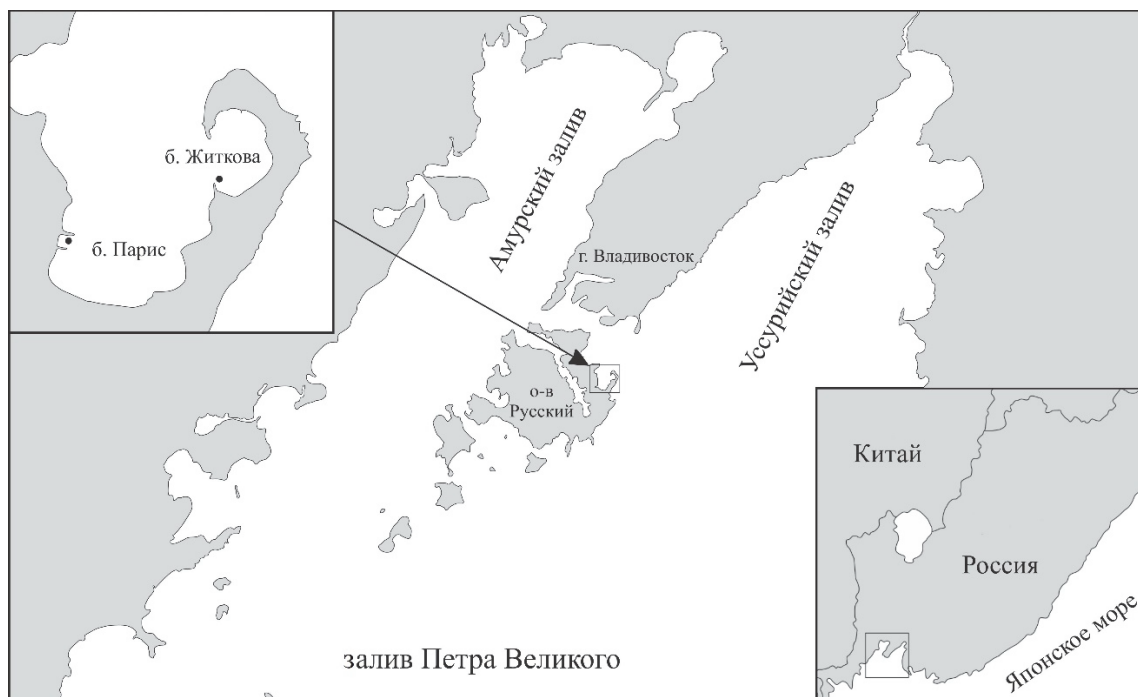 б. Житкова
б. Парис
Амурский залив
г. Владивосток
Уссурийский залив
о-в
Русский
залив Петра Великого
Китай
Россия
Японское море